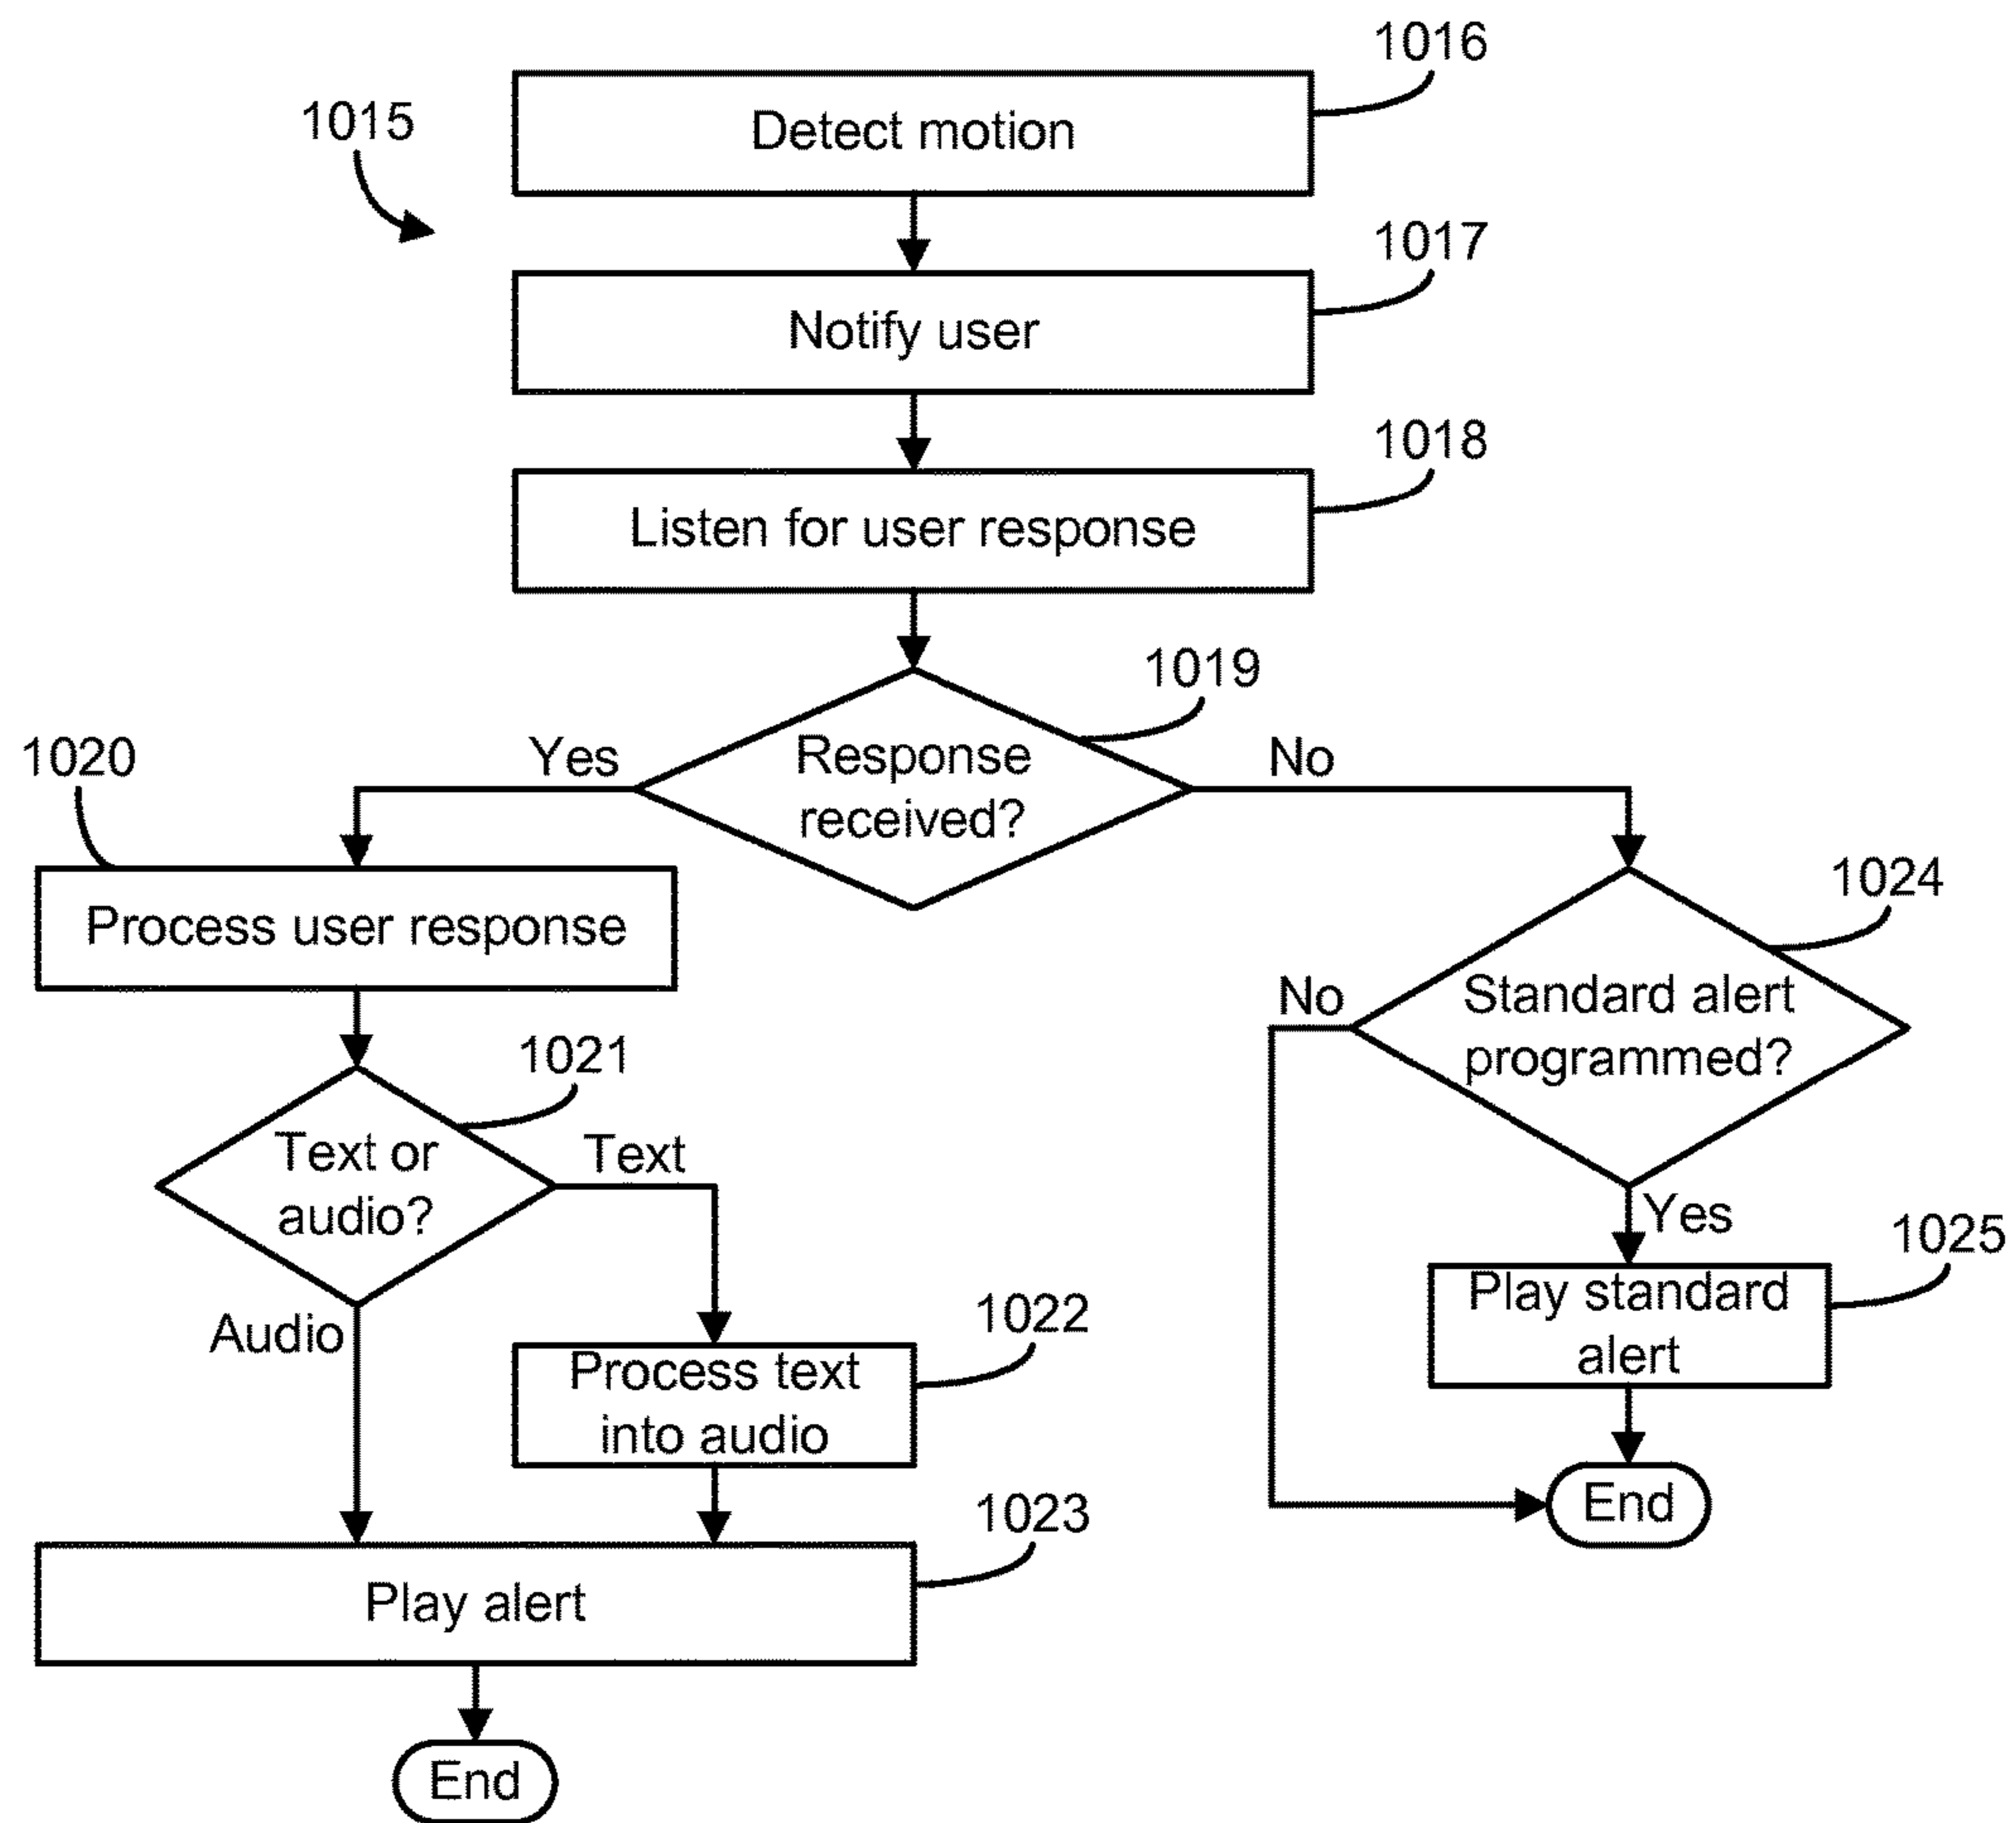 1016
Detect motion
1015
1017
Notify user
1018
Listen for user response
1019
Response
received?
Yes
No
1020
Process user response
1024
Standard alert
programmed?
No
1021
Text or
audio?
Text
Yes
1025
Play standard
alert
Audio
1022
Process text
into audio
End
1023
Play alert
End